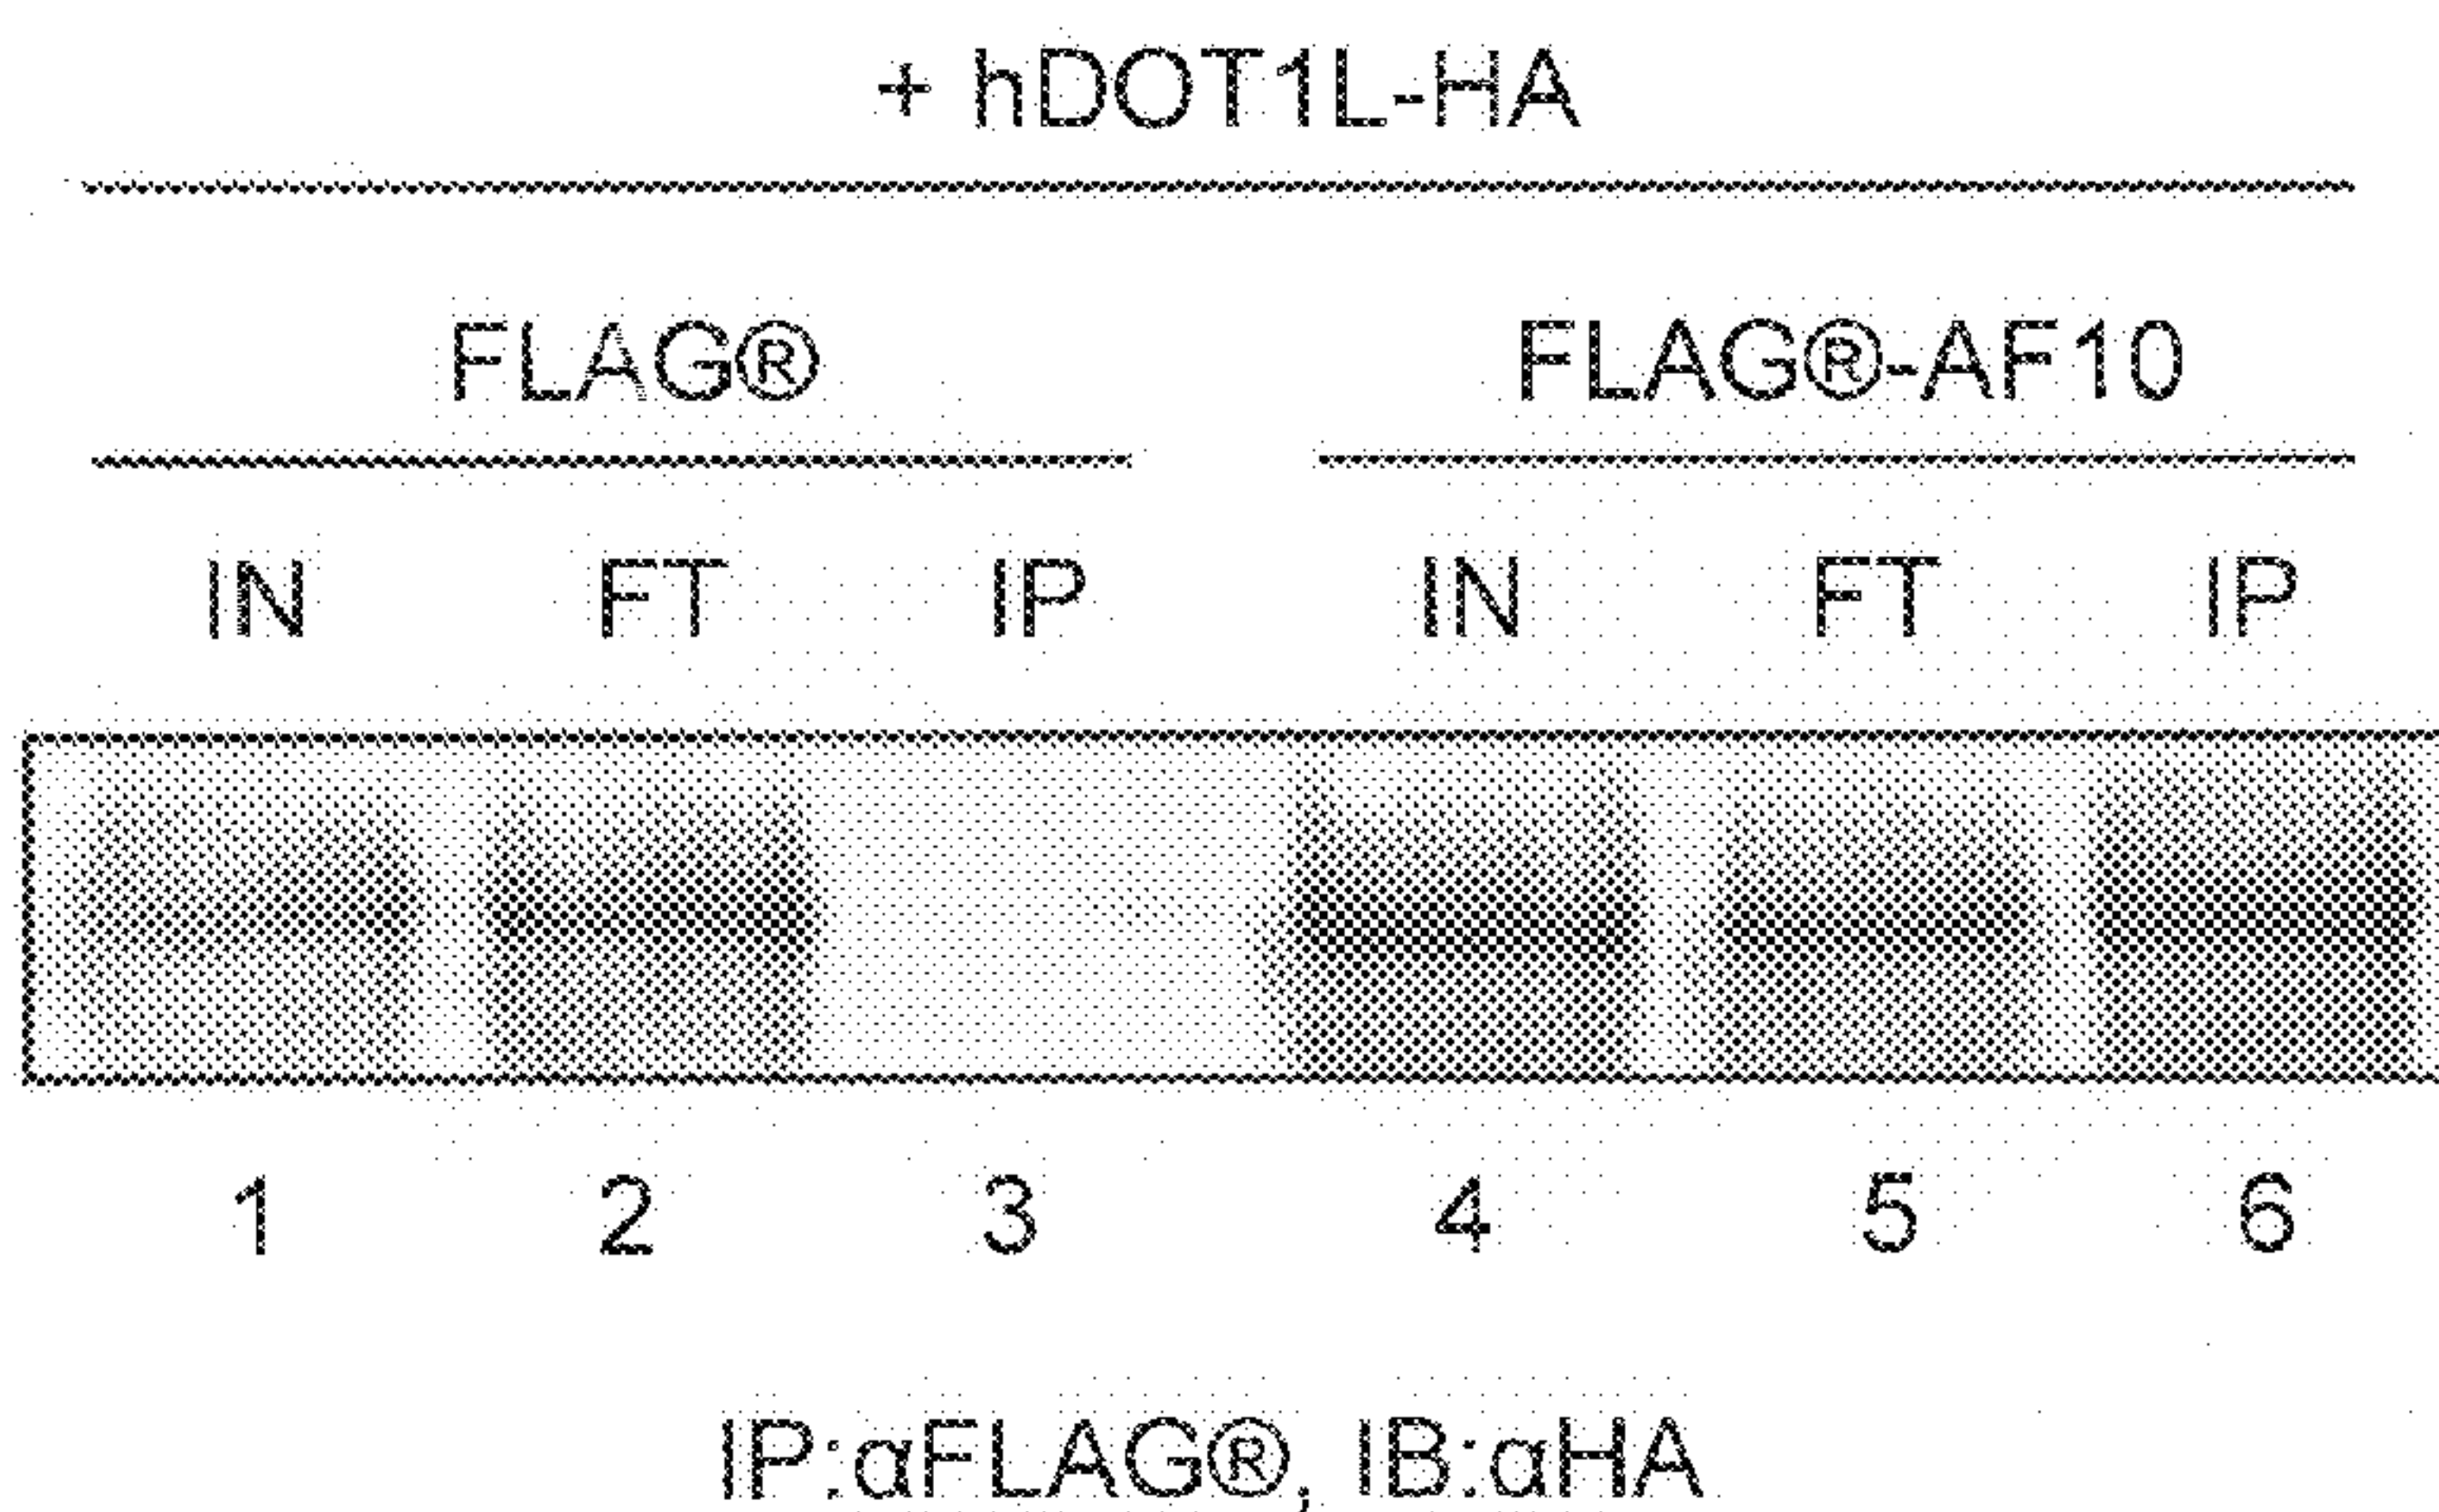 + hDOT1L-HA
FLAG® FLAG®-AF10
IN FT IP IN FT IP
1 2 3 4 5 6
IP:αFLAG®, IB:αHA